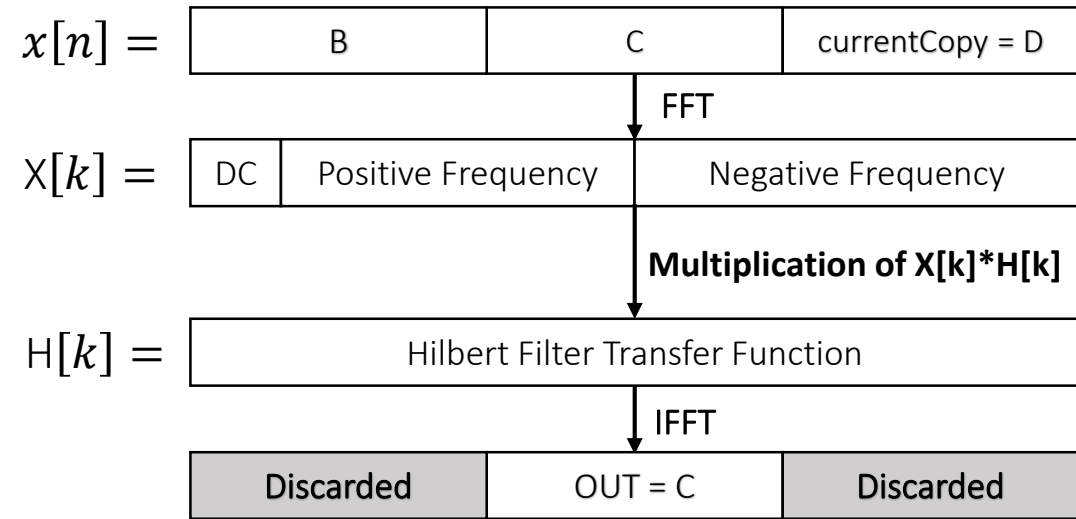 x[n] = B C currentCopy = D
FFT
X[k] = DC Positive Frequency Negative Frequency
Multiplication of X[k]*H[k]
H[k] = Hilbert Filter Transfer Function
IFFT
Discarded OUT = C Discarded